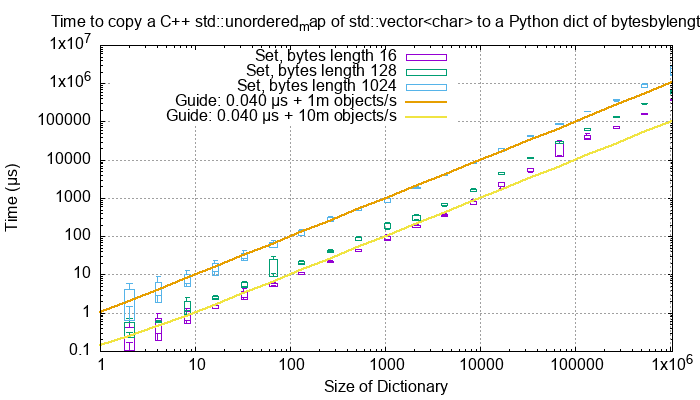 Time to copy a C++ std::unordered_map of std::vector<char> to a Python dict of bytesbylengt
1x10^7
Set, bytes length 16
Set, bytes length 128
Set, bytes length 1024
Guide: 0.040 µs + 1m objects/s
Guide: 0.040 µs + 10m objects/s
1x10^6
100000
10000
1000
100
10
1
0.1
Time (µs)
1 10 100 1000 10000 100000 1x10^6
Size of Dictionary